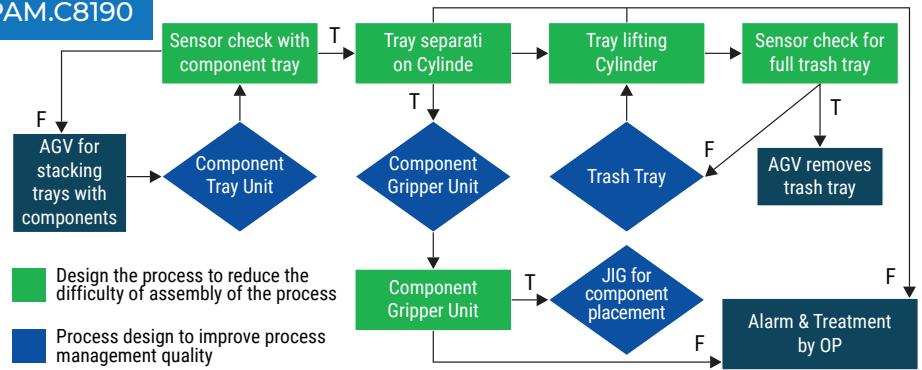 PAM.C8190
Sensor check with
component tray
T
Tray separati
on Cylinde
Tray lifting
Cylinder
Sensor check for
full trash tray
F
T
T
F
AGV for
stacking
trays with
components
Component
Tray Unit
Component
Gripper Unit
Trash Tray
AGV removes
trash tray
Design the process to reduce the
difficulty of assembly of the process
Component
Gripper Unit
T
JIG for
component
placement
F
Process design to improve process
management quality
F
Alarm & Treatment
by OP